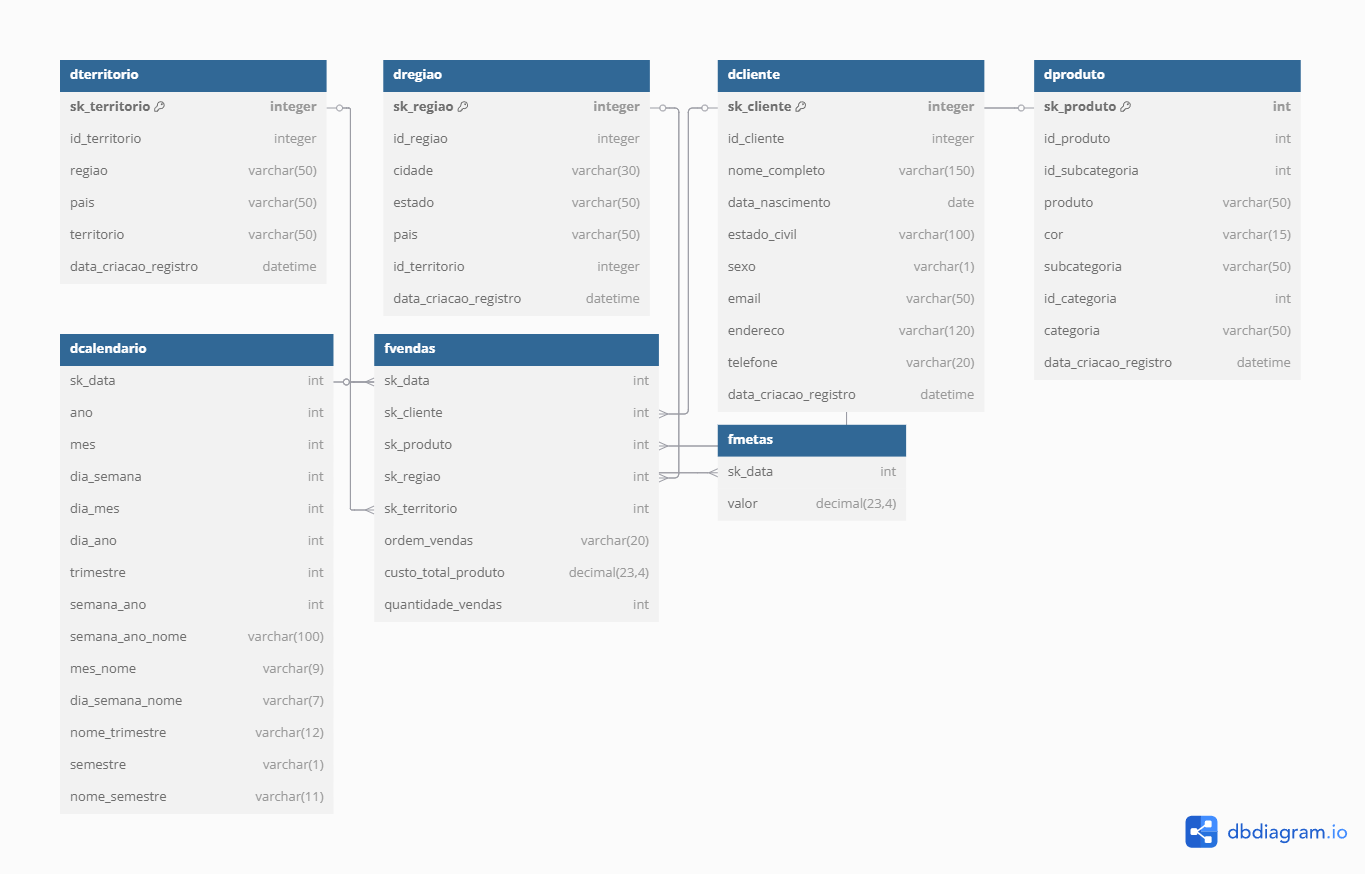 dterritorio
sk_territorio integer
id_territorio integer
regiao varchar(50)
pais varchar(50)
territorio varchar(50)
data_criacao_registro datetime
dregiao
sk_regiao integer
id_regiao integer
cidade varchar(30)
estado varchar(50)
pais varchar(50)
id_territorio integer
data_criacao_registro datetime
dcliente
sk_cliente integer
id_cliente integer
nome_completo varchar(150)
data_nascimento date
estado_civil varchar(100)
sexo varchar(1)
email varchar(50)
endereco varchar(120)
telefone varchar(20)
data_criacao_registro datetime
dproduto
sk_produto int
id_produto int
id_subcategoria int
produto varchar(50)
cor varchar(15)
subcategoria varchar(50)
id_categoria int
categoria varchar(50)
data_criacao_registro datetime
dcalendario
sk_data int
ano int
mes int
dia_semana int
dia_mes int
dia_ano int
trimestre int
semana_ano int
semana_ano_nome varchar(100)
mes_nome varchar(9)
dia_semana_nome varchar(7)
nome_trimestre varchar(12)
semestre varchar(1)
nome_semestre varchar(11)
fvendas
sk_data int
sk_cliente int
sk_produto int
sk_regiao int
sk_territorio int
ordem_vendas varchar(20)
custo_total_produto decimal(23,4)
quantidade_vendas int
fmetas
sk_data int
valor decimal(23,4)
dbdiagram.io